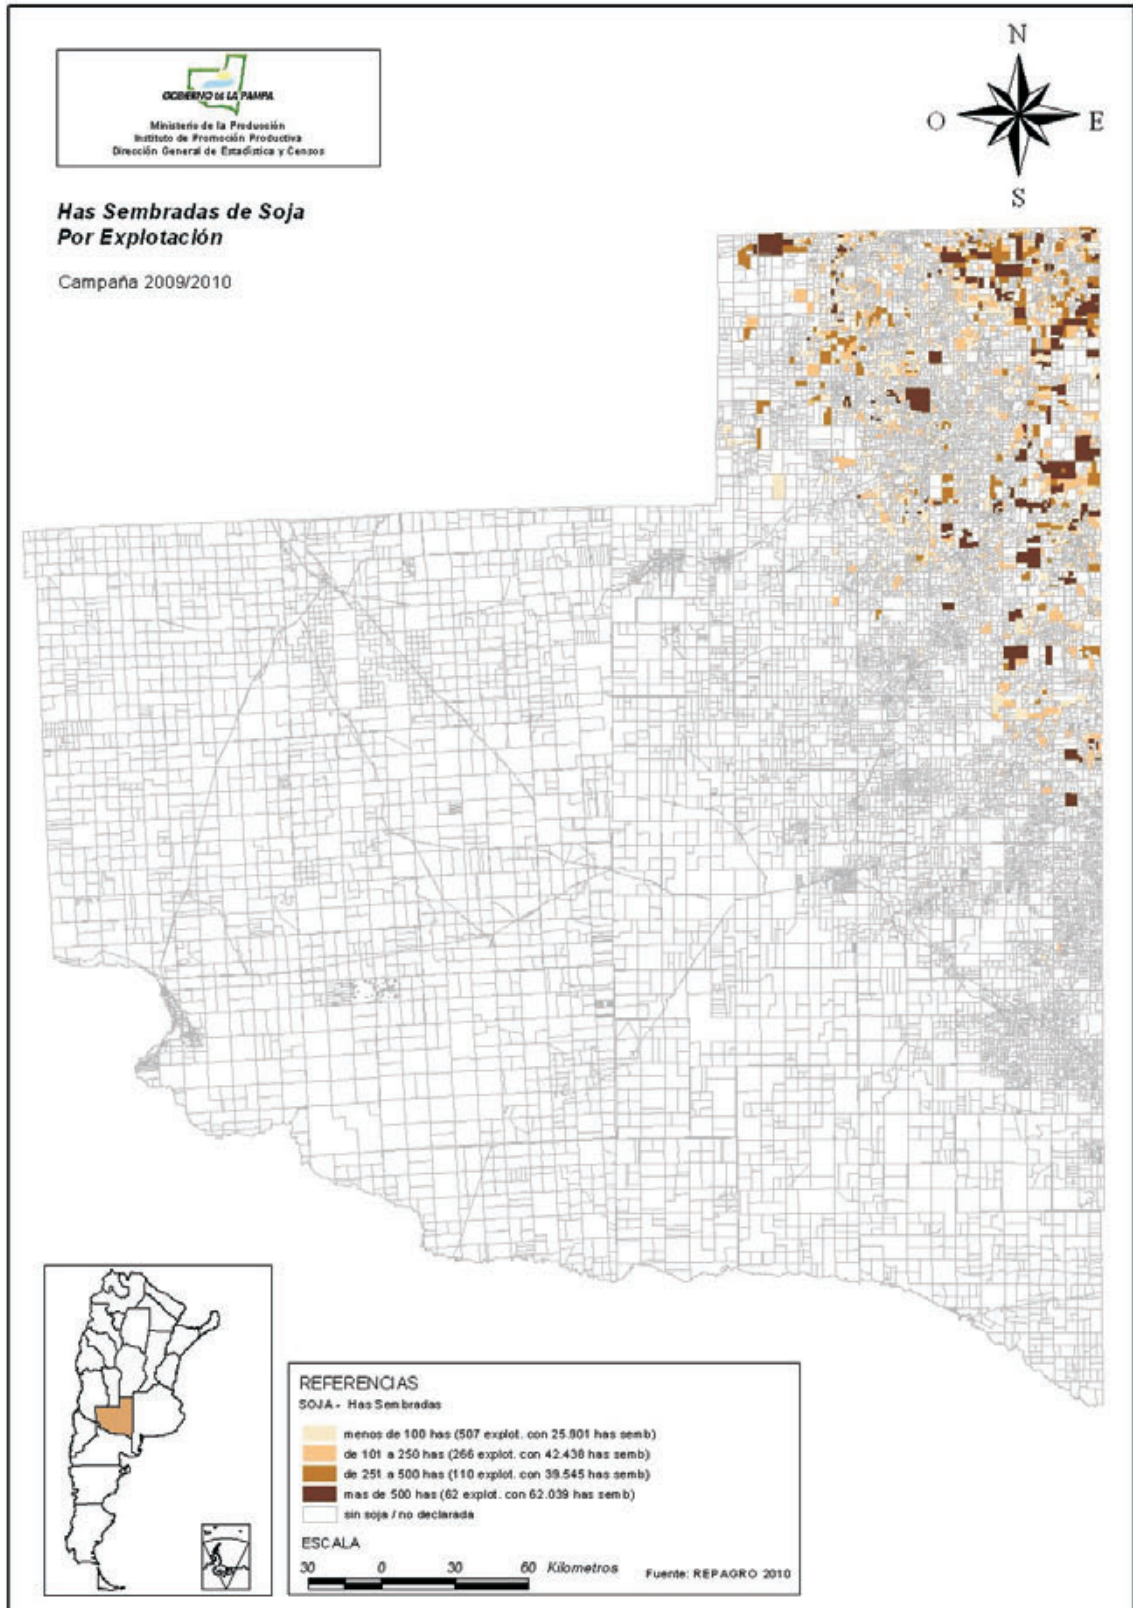 GOBIERNO DE LA PAMPA
Ministerio de la Producción
Instituto de Promoción Productiva
Dirección General de Estadística y Censos
N
O
E
S
Has Sembradas de Soja
Por Explotación
Campaña 2009/2010
REFERENCIAS
SOJA - Has Sembradas
menos de 100 has (507 explot. con 25.901 has semb)
de 101 a 250 has (266 explot. con 42.438 has semb)
de 251 a 500 has (110 explot. con 39.545 has semb)
mas de 500 has (62 explot. con 62.039 has semb)
sin soja / no declarada
ESCALA
30 0 30 60 Kilometros
Fuente: REPAGRO 2010